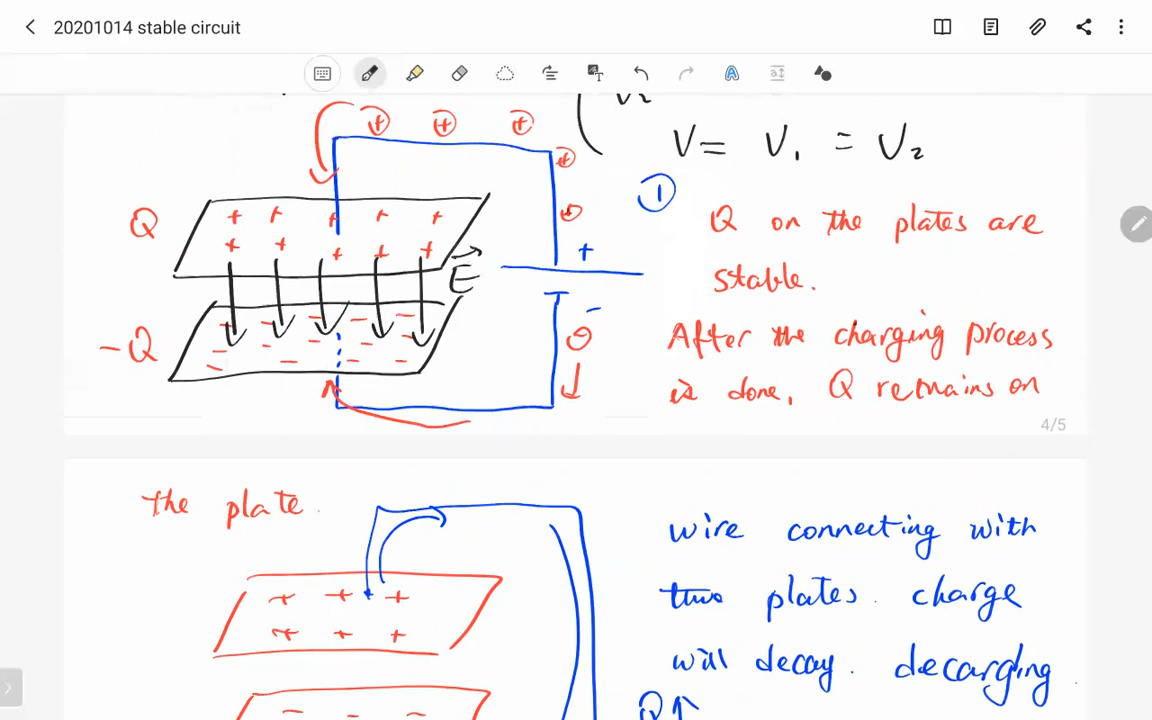 20201014 stable circuit
V₂
V = V₁ = V₂
①
Q
+ + + + +
+ + + + +
E
-Q
+
-
Q on the plates are
stable.
After the charging process
is done, Q remains on
4/5
the plate.
+ + +
+ + +
- - -
wire connecting with
two plates. charge
will decay. decarging
Q↑